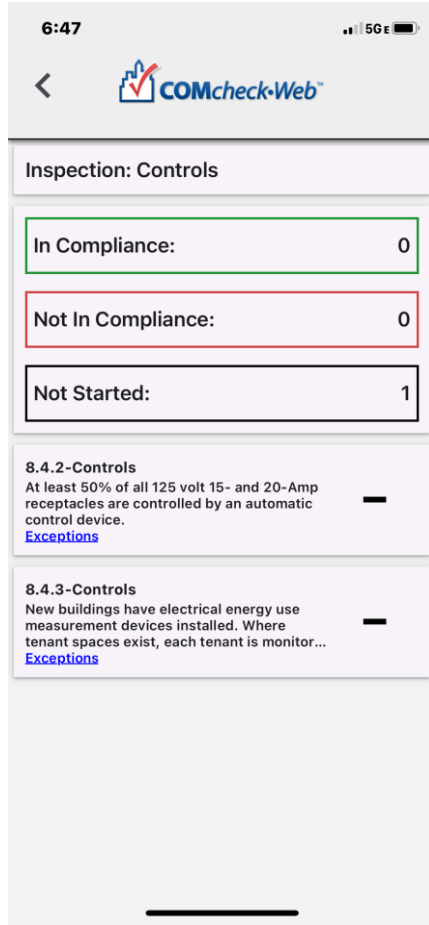 6:47
5G E
COMcheck•Web™
Inspection: Controls
In Compliance: 0
Not In Compliance: 0
Not Started: 1
8.4.2-Controls
At least 50% of all 125 volt 15- and 20-Amp
receptacles are controlled by an automatic
control device.
Exceptions
8.4.3-Controls
New buildings have electrical energy use
measurement devices installed. Where
tenant spaces exist, each tenant is monitor...
Exceptions